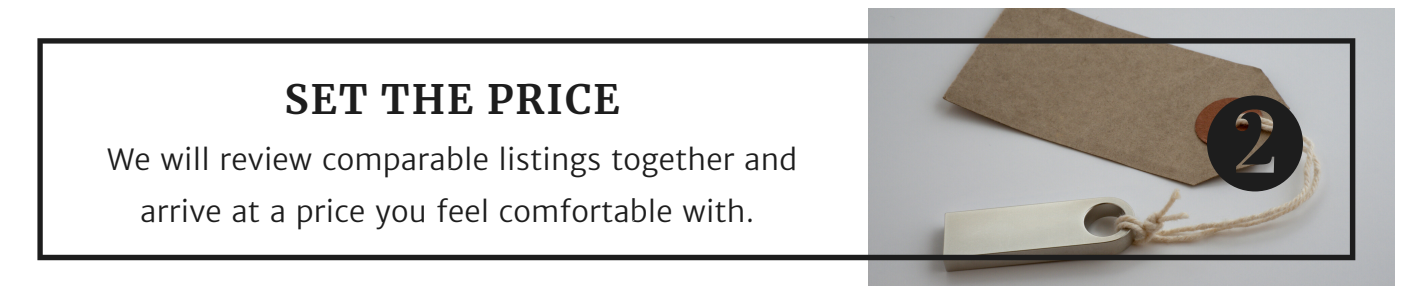 SET THE PRICE
We will review comparable listings together and
arrive at a price you feel comfortable with.
2